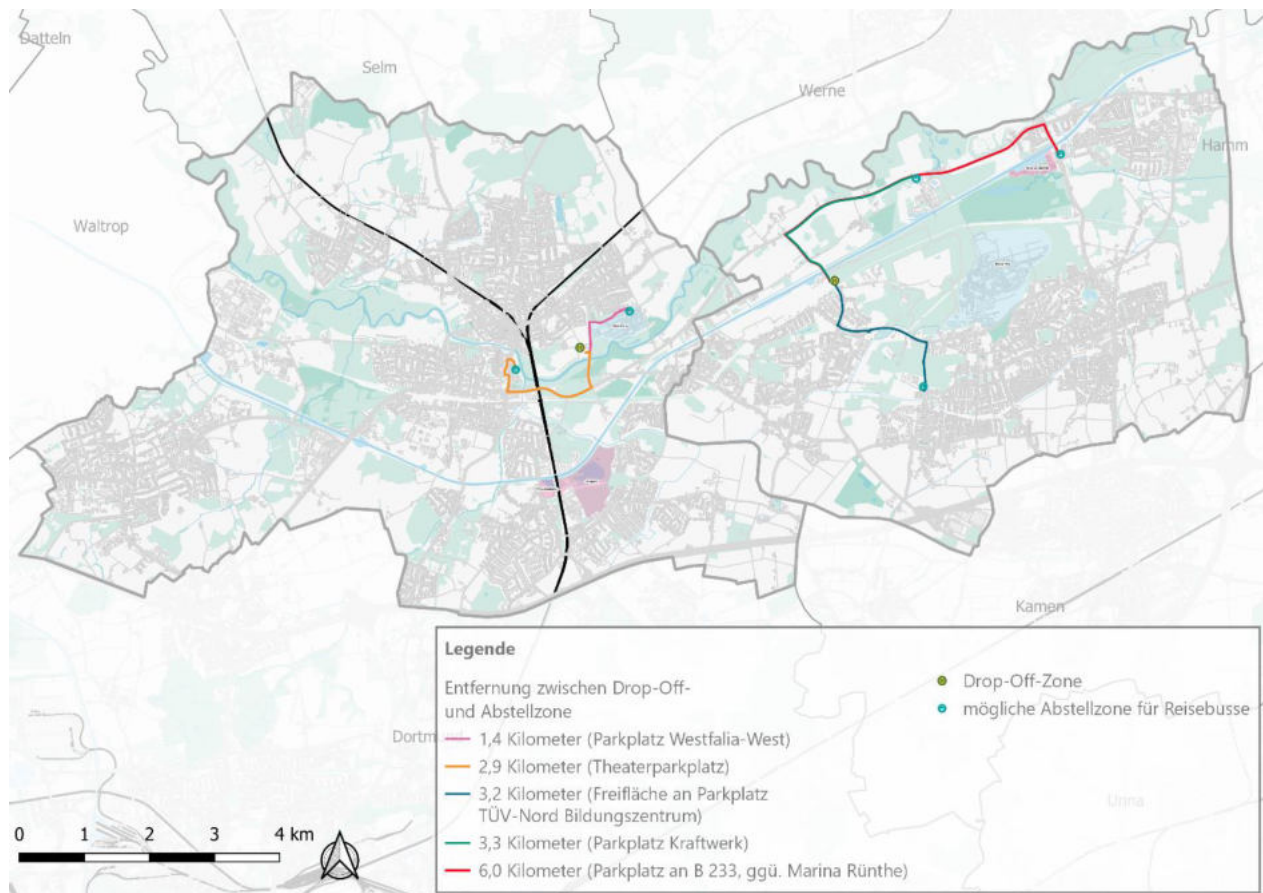 Datteln
Selm
Werne
Hamm
Waltrop
Kamen
Dortmund
Unna
Legende
Entfernung zwischen Drop-Off-
und Abstellzone
1,4 Kilometer (Parkplatz Westfalia-West)
2,9 Kilometer (Theaterparkplatz)
3,2 Kilometer (Freifläche an Parkplatz
TÜV-Nord Bildungszentrum)
3,3 Kilometer (Parkplatz Kraftwerk)
6,0 Kilometer (Parkplatz an B 233, ggü. Marina Rünthe)
Drop-Off-Zone
mögliche Abstellzone für Reisebusse
0 1 2 3 4 km